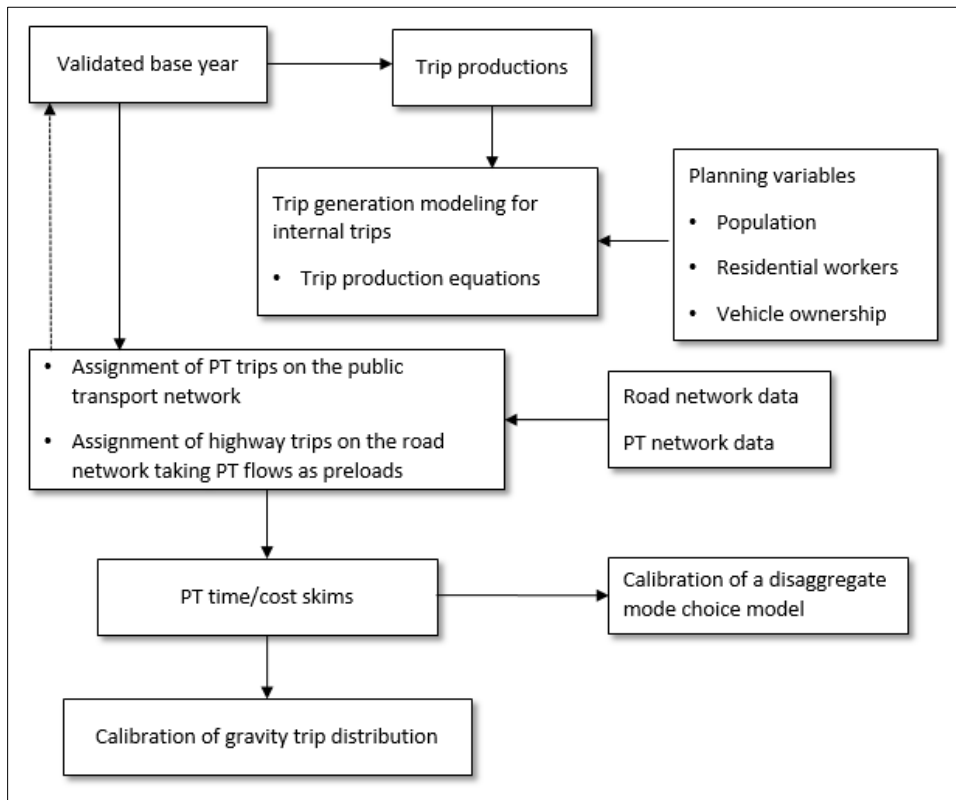 Validated base year
Trip productions
Trip generation modeling for
internal trips
• Trip production equations
Planning variables
• Population
• Residential workers
• Vehicle ownership
• Assignment of PT trips on the public
transport network
• Assignment of highway trips on the road
network taking PT flows as preloads
Road network data
PT network data
PT time/cost skims
Calibration of a disaggregate
mode choice model
Calibration of gravity trip distribution